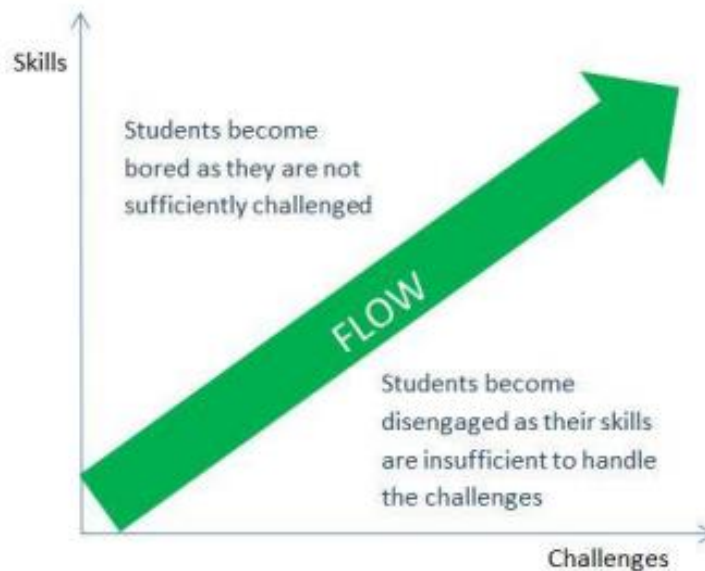 Skills
Students become
bored as they are not
sufficiently challenged
FLOW
Students become
disengaged as their skills
are insufficient to handle
the challenges
Challenges